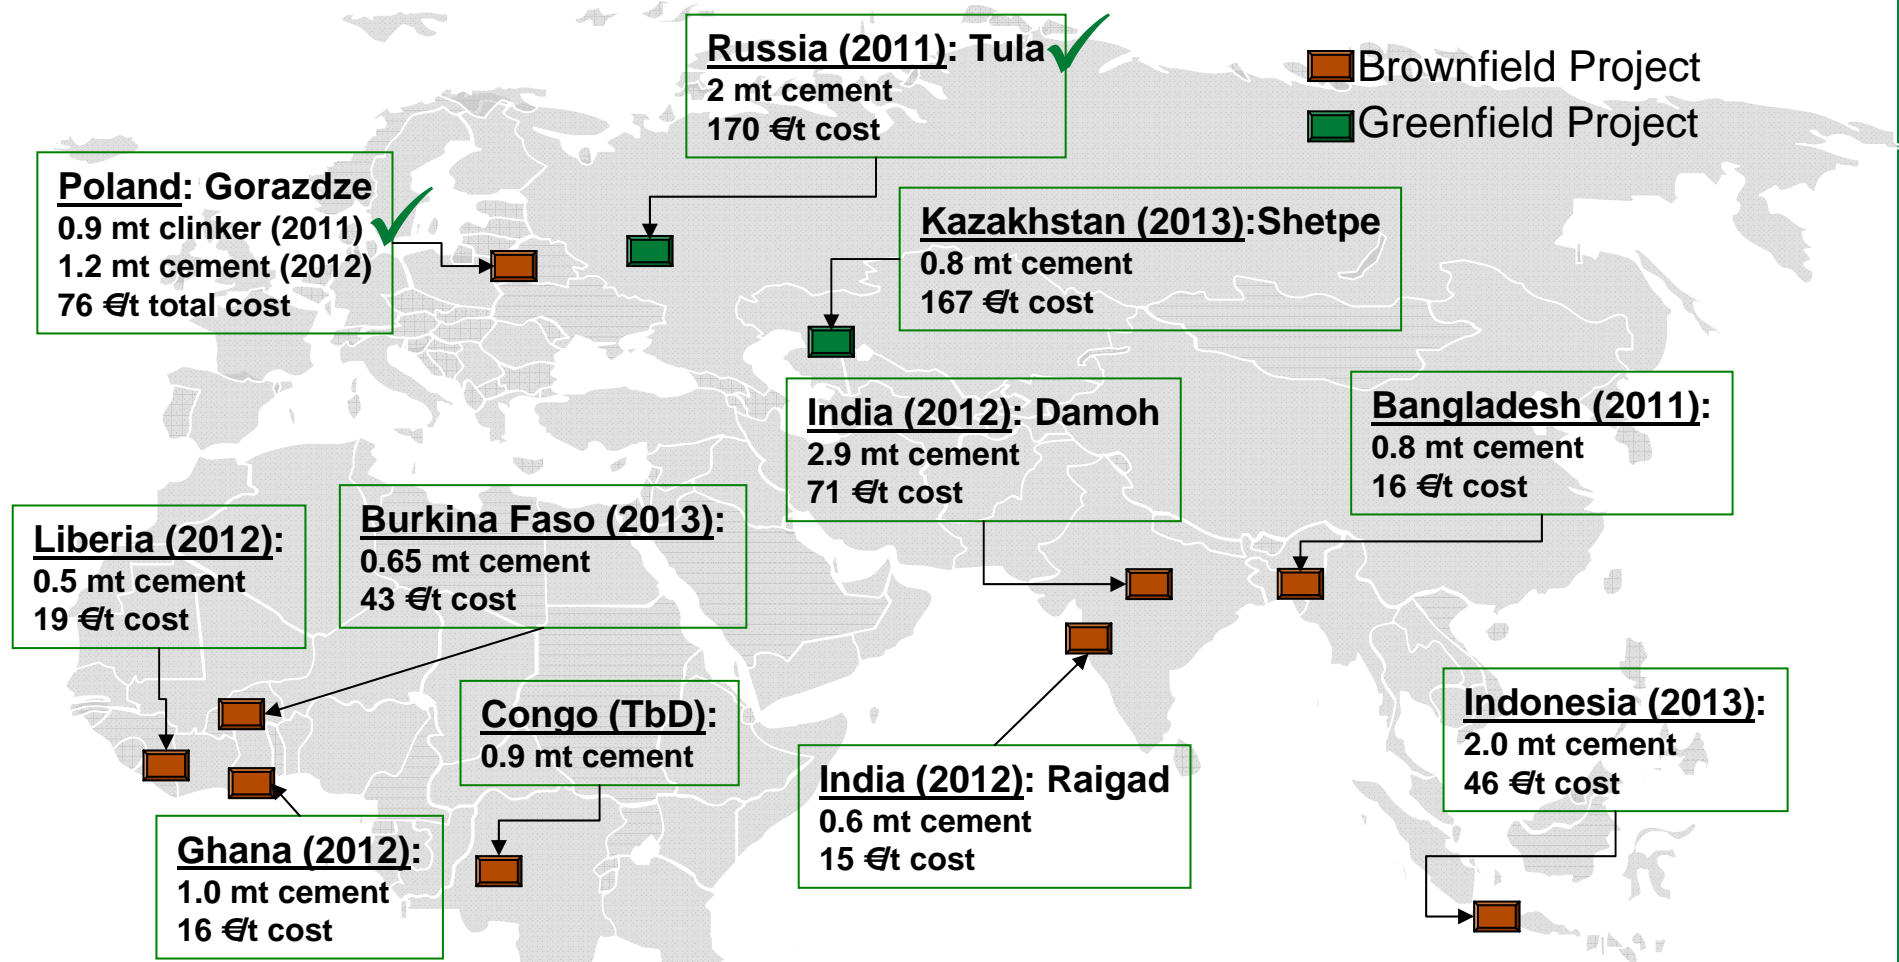 Russia (2011): Tula
2 mt cement
170 €/t cost
Brownfield Project
Greenfield Project
Poland: Gorazdze
0.9 mt clinker (2011)
1.2 mt cement (2012)
76 €/t total cost
Kazakhstan (2013):Shetpe
0.8 mt cement
167 €/t cost
India (2012): Damoh
2.9 mt cement
71 €/t cost
Bangladesh (2011):
0.8 mt cement
16 €/t cost
Liberia (2012):
0.5 mt cement
19 €/t cost
Burkina Faso (2013):
0.65 mt cement
43 €/t cost
Congo (TbD):
0.9 mt cement
India (2012): Raigad
0.6 mt cement
15 €/t cost
Indonesia (2013):
2.0 mt cement
46 €/t cost
Ghana (2012):
1.0 mt cement
16 €/t cost